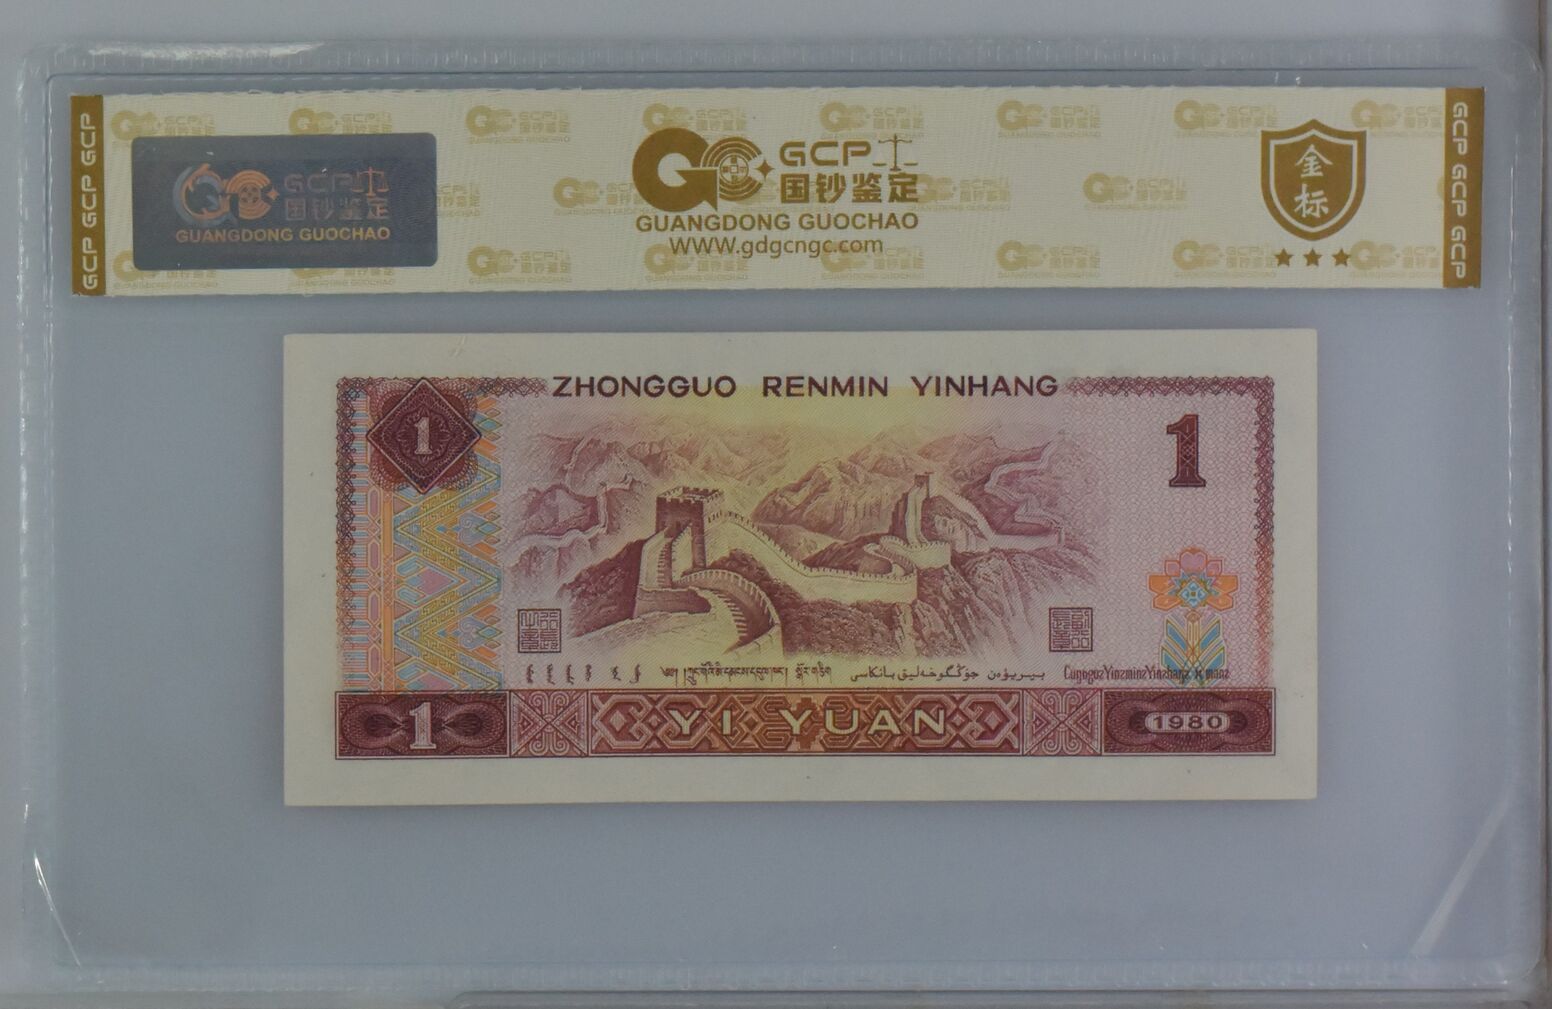 GCP GCP GCP
GCP
国钞鉴定
GUANGDONG GUOCHAO
GCP
国钞鉴定
GUANGDONG GUOCHAO
WWW.gdgcngc.com
金
标
GCP GCP GCP GCP
ZHONGGUO RENMIN YINHANG
1
1
1
YI YUAN
1980